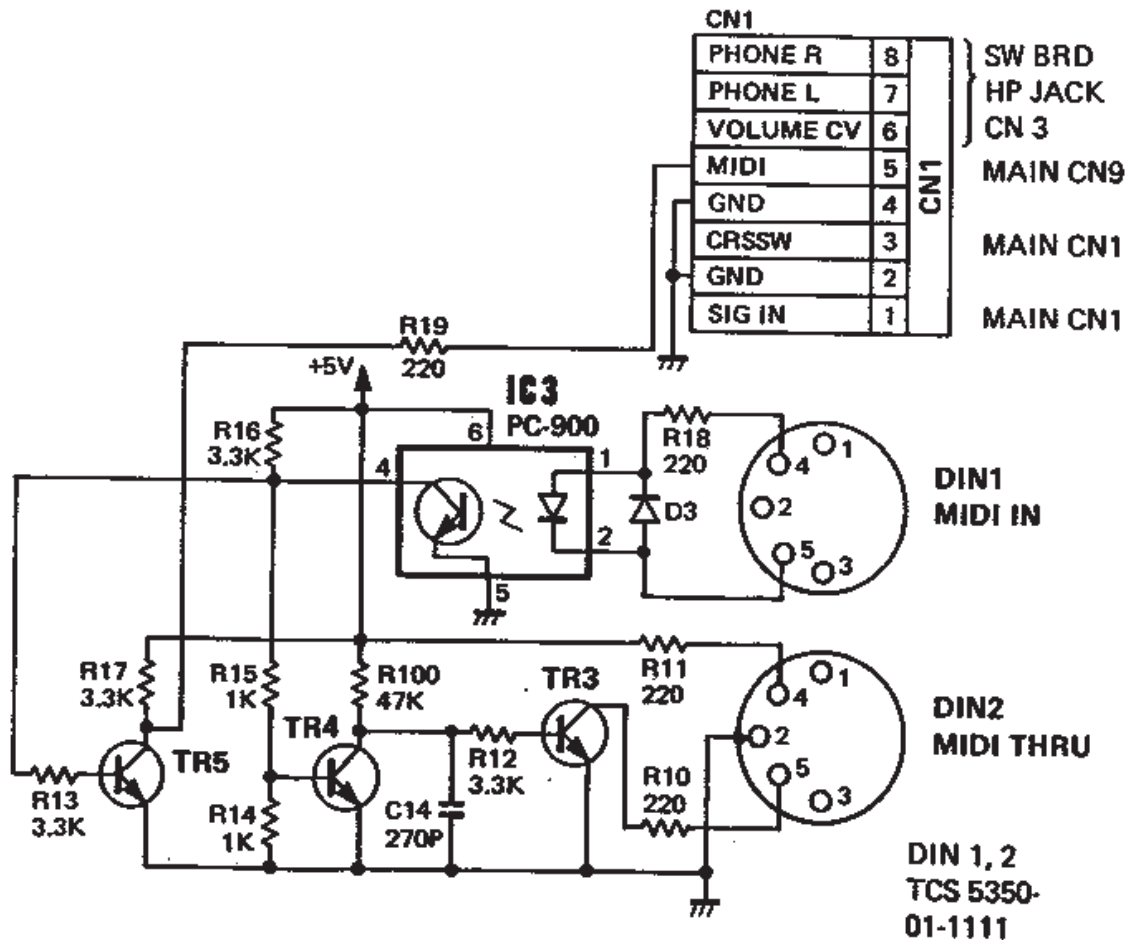 CN1
PHONE R 8
PHONE L 7
VOLUME CV 6
MIDI 5
GND 4
CRSSW 3
GND 2
SIG IN 1
CN1
SW BRD
HP JACK
CN 3
MAIN CN9
MAIN CN1
MAIN CN1
R19
220
+5V
IC3
PC-900
R16
3.3K
6
4
1
2
5
R18
220
D3
1
4
2
5
3
DIN1
MIDI IN
R17
3.3K
R15
1K
R100
47K
TR3
R11
220
1
4
2
5
3
DIN2
MIDI THRU
TR5
TR4
R12
3.3K
R10
220
R13
3.3K
R14
1K
C14
270P
DIN 1, 2
TCS 5350-
01-1111